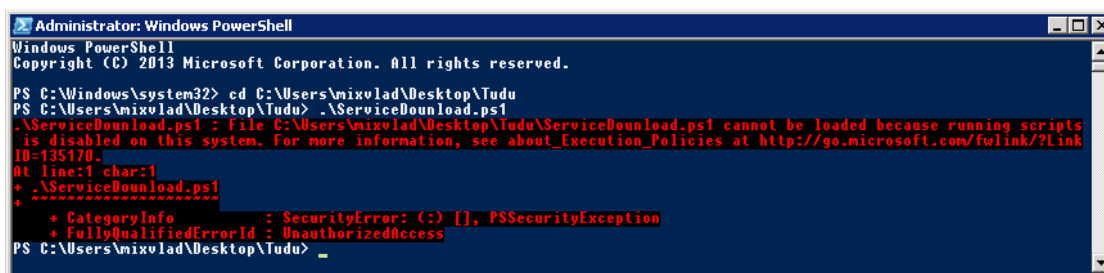 Administrator: Windows PowerShell
Windows PowerShell
Copyright (C) 2013 Microsoft Corporation. All rights reserved.
PS C:\Windows\system32> cd C:\Users\mixvlad\Desktop\Tudu
PS C:\Users\mixvlad\Desktop\Tudu> .\ServiceDounload.ps1
.\ServiceDounload.ps1 : File C:\Users\mixvlad\Desktop\Tudu\ServiceDounload.ps1 cannot be loaded because running scripts
is disabled on this system. For more information, see about_Execution_Policies at http://go.microsoft.com/fwlink/?Link
ID=135170.
At line:1 char:1
+ .\ServiceDounload.ps1
+ ~~~~~~~~~~~~~~~~~~~~~
+ CategoryInfo : SecurityError: (:) [], PSSecurityException
+ FullyQualifiedErrorId : UnauthorizedAccess
PS C:\Users\mixvlad\Desktop\Tudu> _